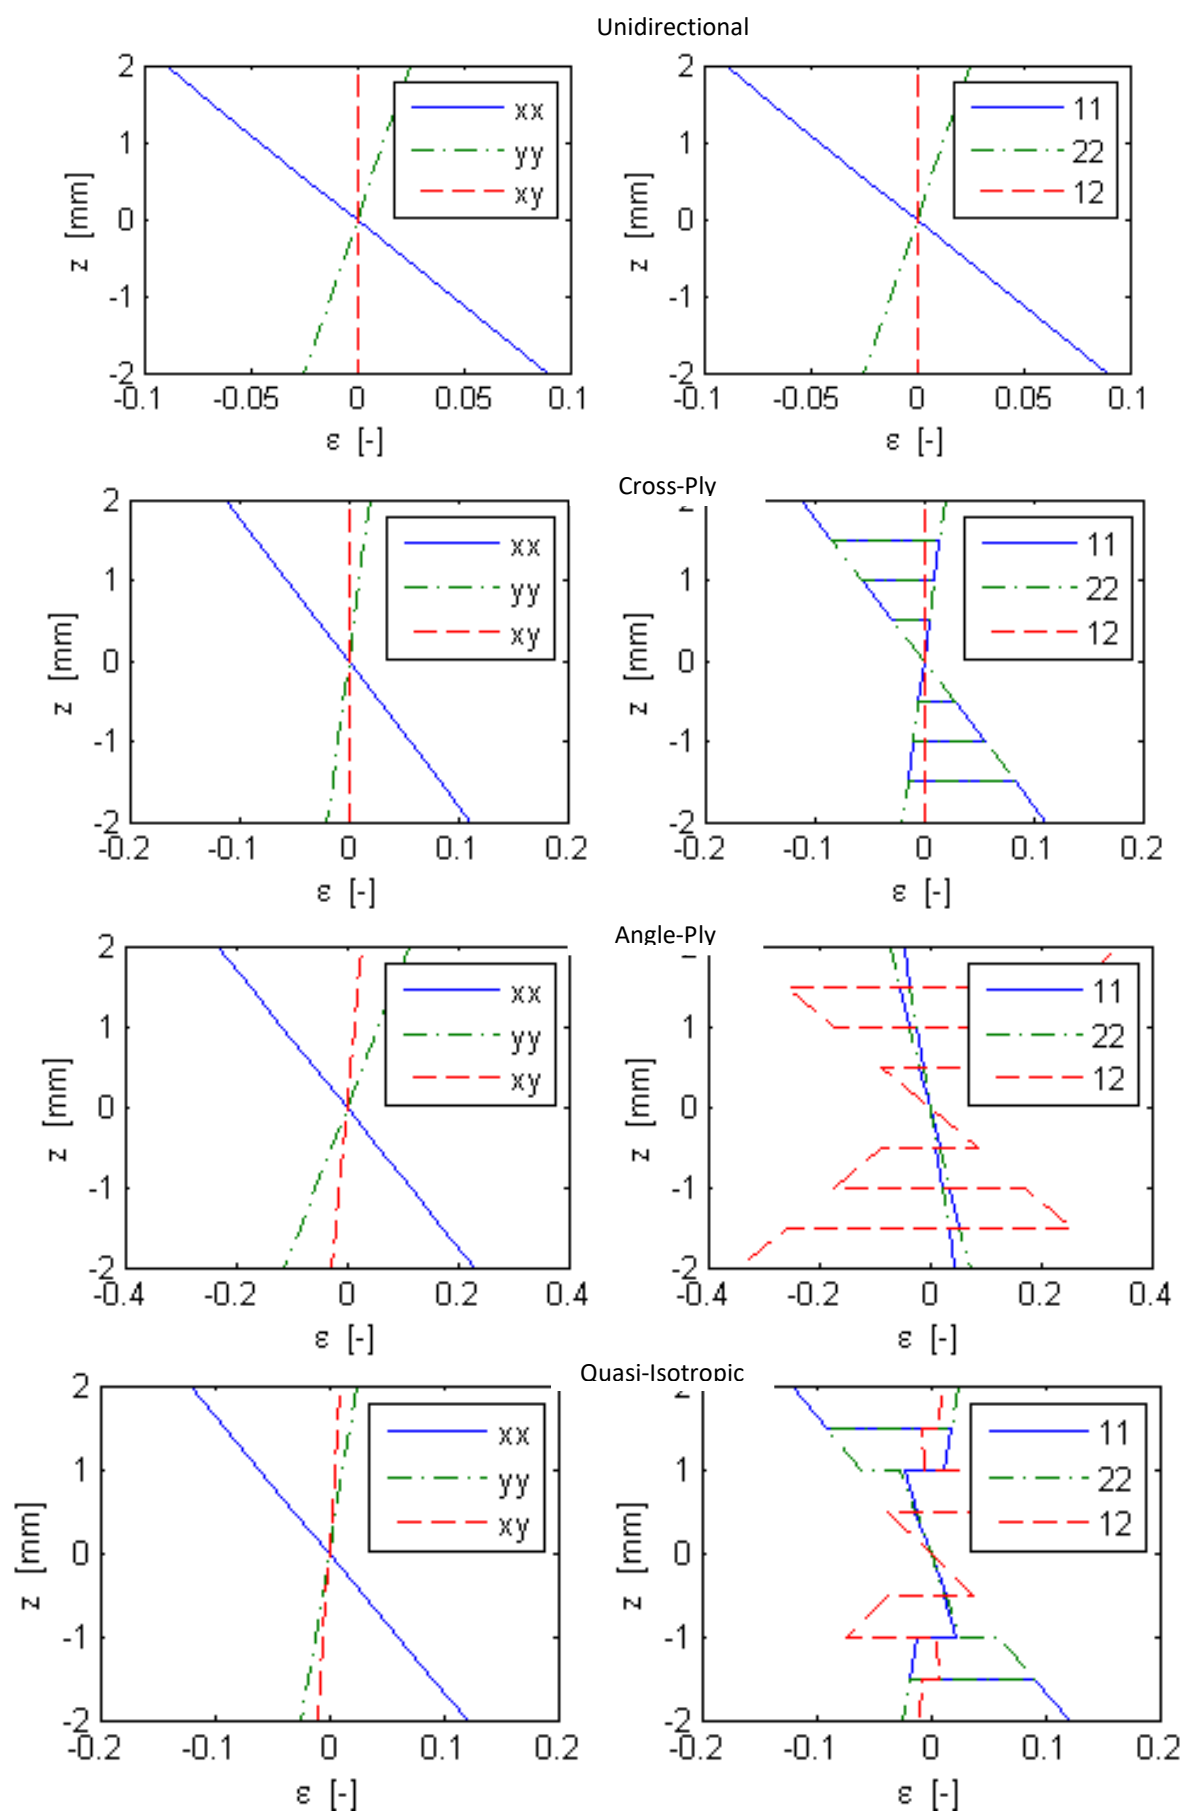 Unidirectional
2
1
0
-1
-2
z [mm]
-0.1 -0.05 0 0.05 0.1
ε [-]
xx
yy
xy
2
1
0
-1
-2
z [mm]
-0.1 -0.05 0 0.05 0.1
ε [-]
11
22
12
Cross-Ply
2
1
0
-1
-2
z [mm]
-0.2 -0.1 0 0.1 0.2
ε [-]
xx
yy
xy
2
1
0
-1
-2
z [mm]
-0.2 -0.1 0 0.1 0.2
ε [-]
11
22
12
Angle-Ply
2
1
0
-1
-2
z [mm]
-0.4 -0.2 0 0.2 0.4
ε [-]
xx
yy
xy
1
0
-1
-2
z [mm]
-0.4 -0.2 0 0.2 0.4
ε [-]
11
22
12
Quasi-Isotropic
2
1
0
-1
-2
z [mm]
-0.2 -0.1 0 0.1 0.2
ε [-]
xx
yy
xy
2
1
0
-1
-2
z [mm]
-0.2 -0.1 0 0.1 0.2
ε [-]
11
22
12